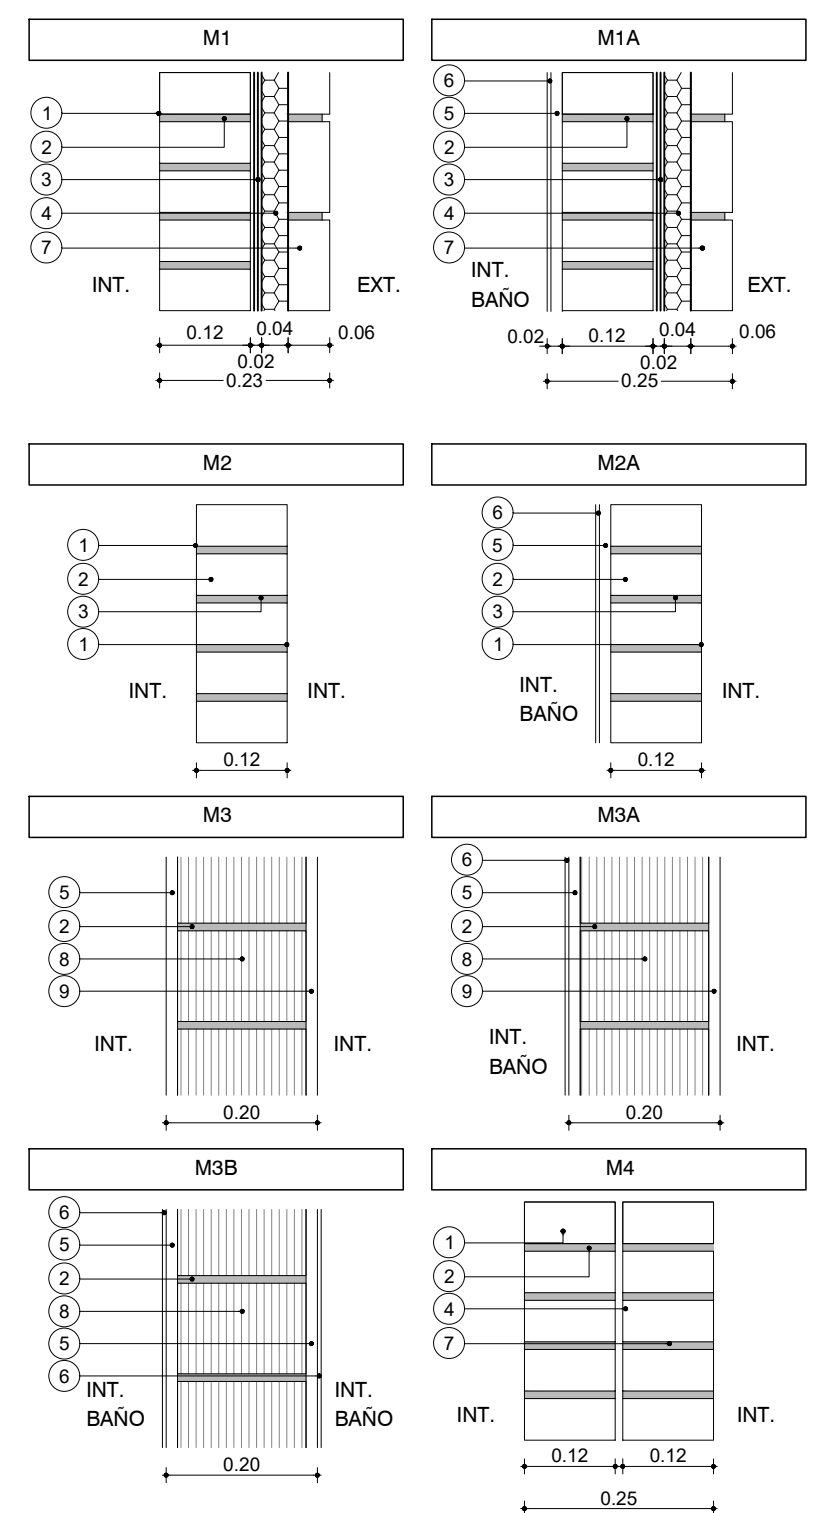 M1
1
2
3
4
7
INT.
EXT.
0.12
0.04
0.06
0.02
0.23
M1A
6
5
2
3
4
7
INT.
BAÑO
EXT.
0.02
0.12
0.04
0.06
0.02
0.25
M2
1
2
3
1
INT.
INT.
0.12
M2A
6
5
2
3
1
INT.
BAÑO
INT.
0.12
M3
5
2
8
9
INT.
INT.
0.20
M3A
6
5
2
8
9
INT.
BAÑO
INT.
0.20
M3B
6
5
2
8
5
6
INT.
BAÑO
INT.
BAÑO
0.20
M4
1
2
4
7
INT.
INT.
0.12
0.12
0.25